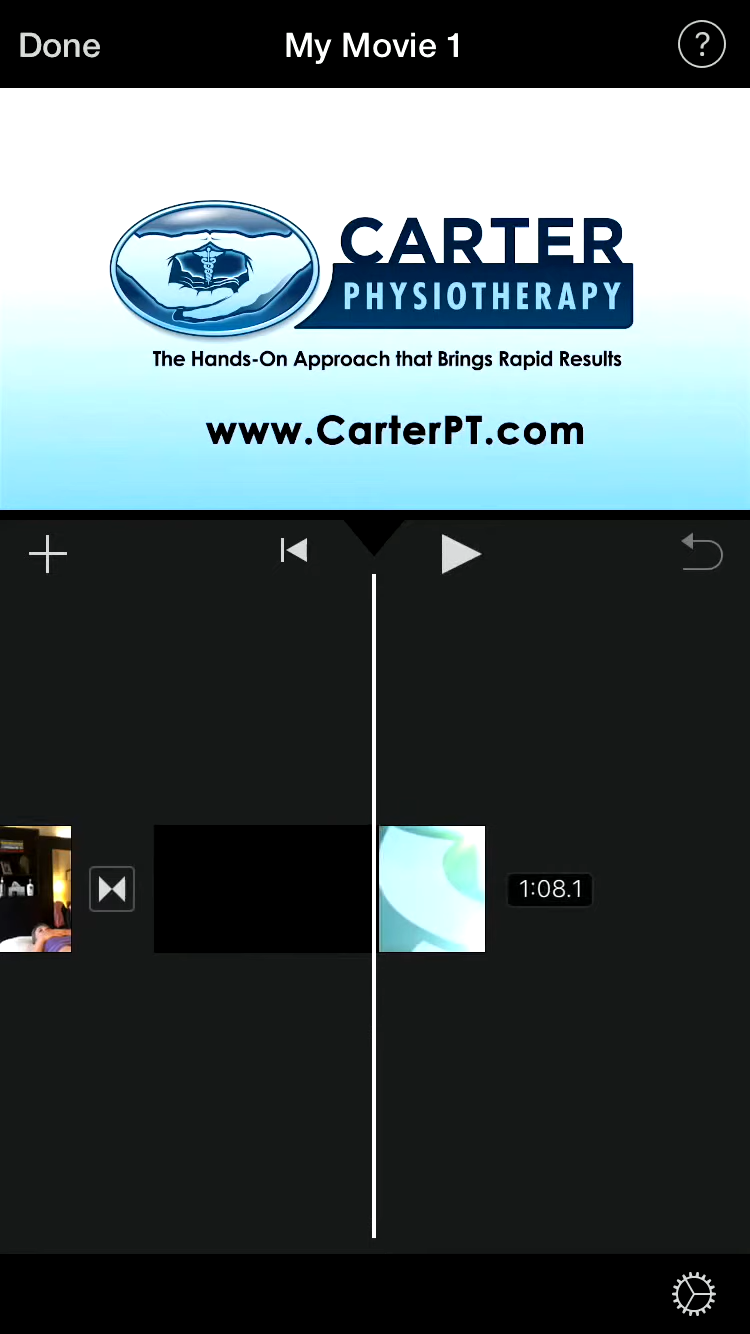 Done
My Movie 1
?
CARTER
PHYSIOTHERAPY
The Hands-On Approach that Brings Rapid Results
www.CarterPT.com
1:08.1